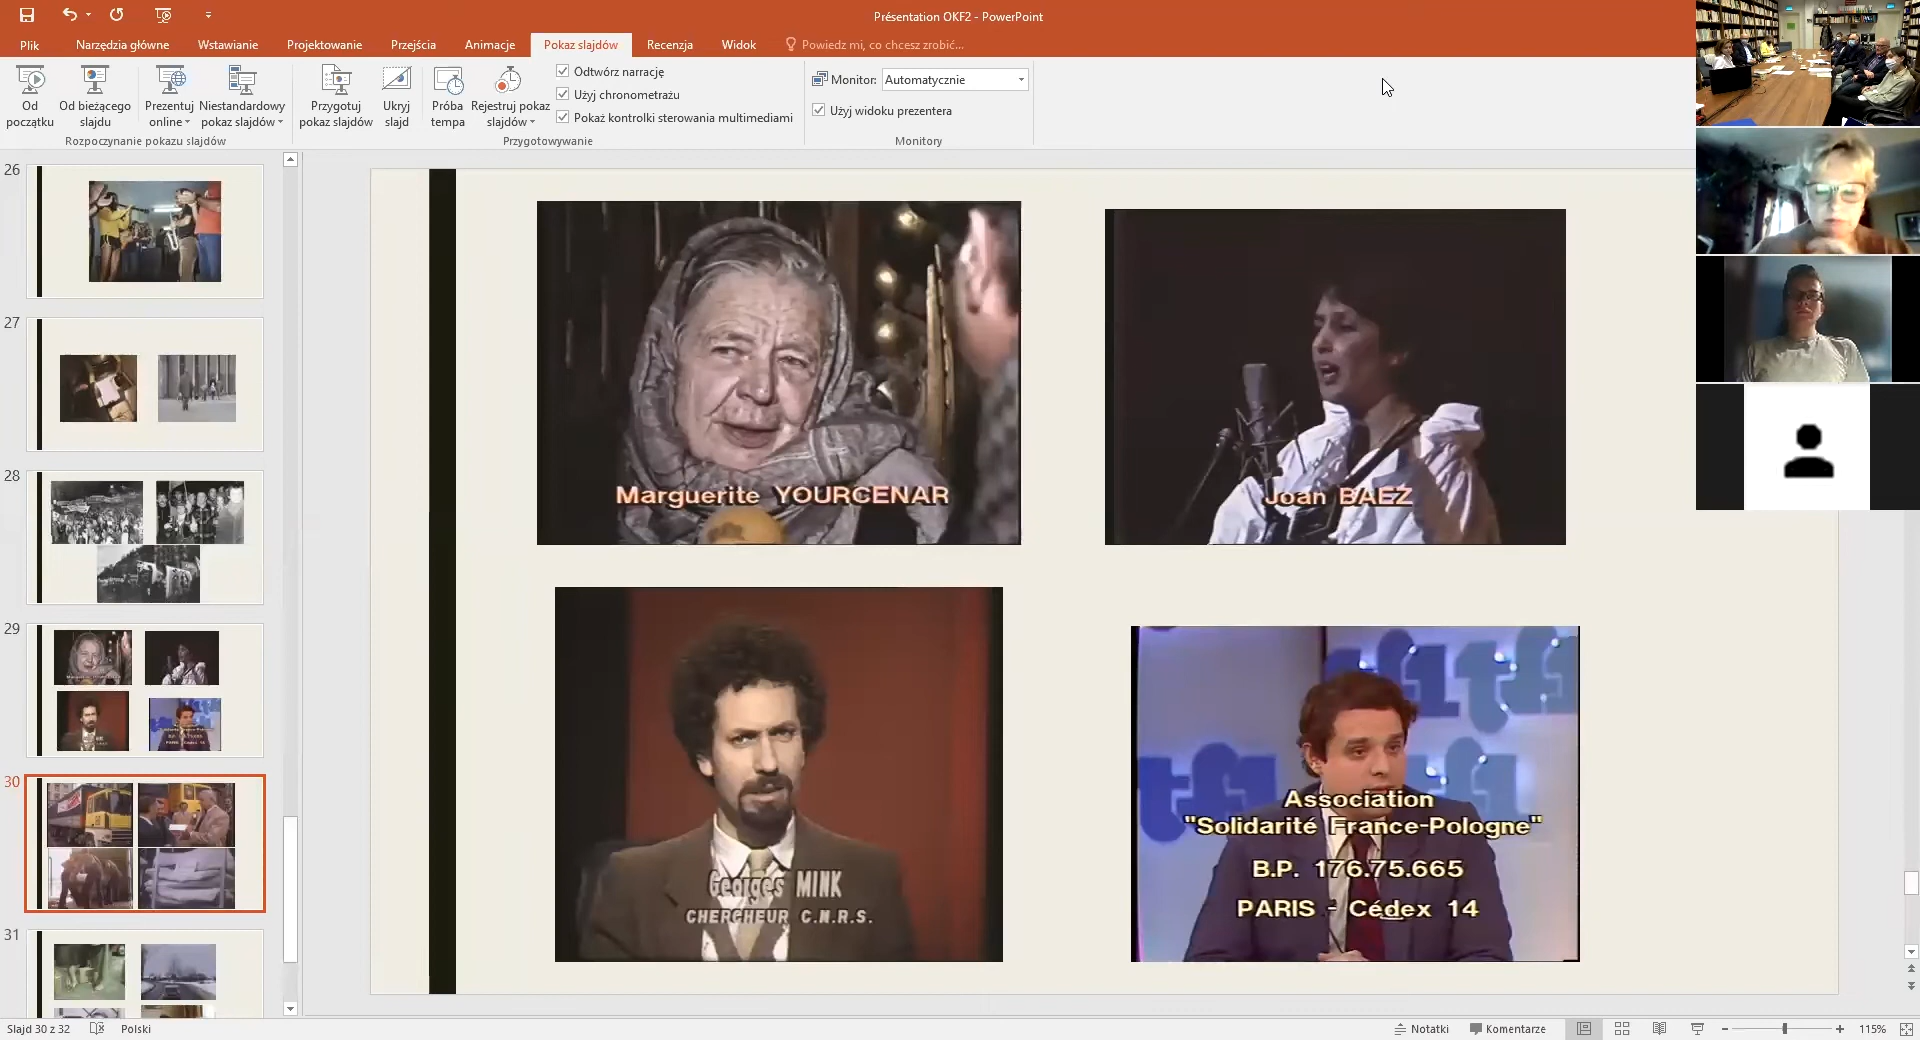 Présentation OKF2 - PowerPoint
Plik
Narzędzia główne
Wstawianie
Projektowanie
Przejścia
Animacje
Pokaz slajdów
Recenzja
Widok
Powiedz mi, co chcesz zrobić...
Od
początku
Od bieżącego
slajdu
Prezentuj
online
Niestandardowy
pokaz slajdów
Rozpoczynanie pokazu slajdów
Przygotuj
pokaz slajdów
Ukryj
slajd
Próba
tempa
Rejestruj pokaz
slajdów
Odtwórz narrację
Użyj chronometrażu
Pokaż kontrolki sterowania multimediami
Przygotowywanie
Monitor:
Automatycznie
Użyj widoku prezentera
Monitory
26
27
28
29
30
31
Marguerite YOURCENAR
Joan BAEZ
Georges MINK
CHERCHEUR C.N.R.S.
Association
"Solidarité France-Pologne"
B.P. 176.75.665
PARIS - Cédex 14
Slajd 30 z 32
Polski
Notatki
Komentarze
115%